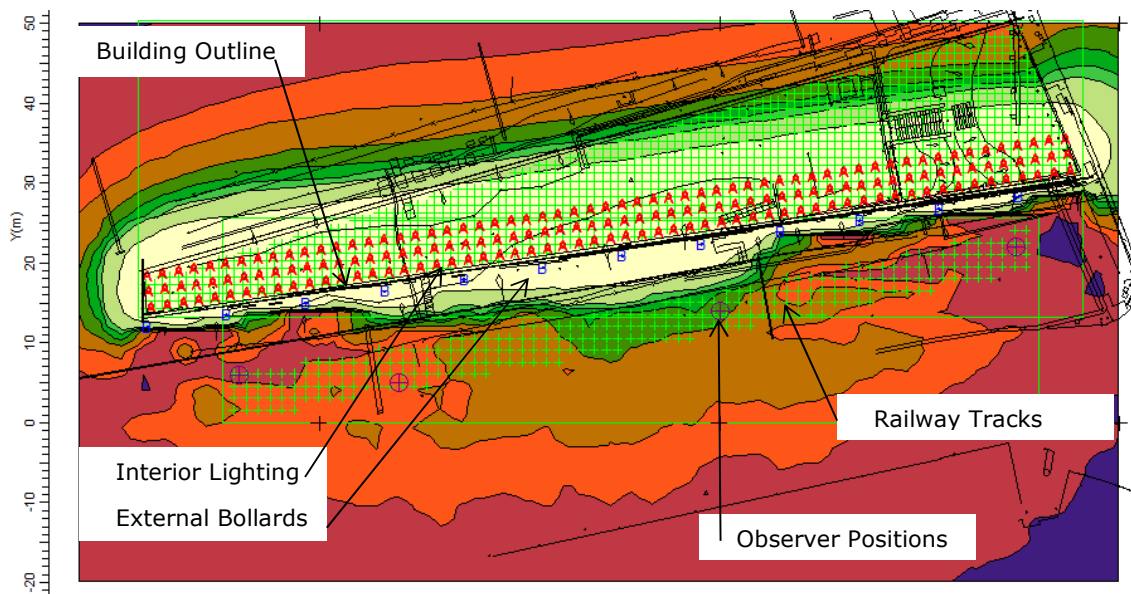 50
Building Outline
40
30
Y(m)
20
10
Railway Tracks
0
Interior Lighting
External Bollards
-10
Observer Positions
-20